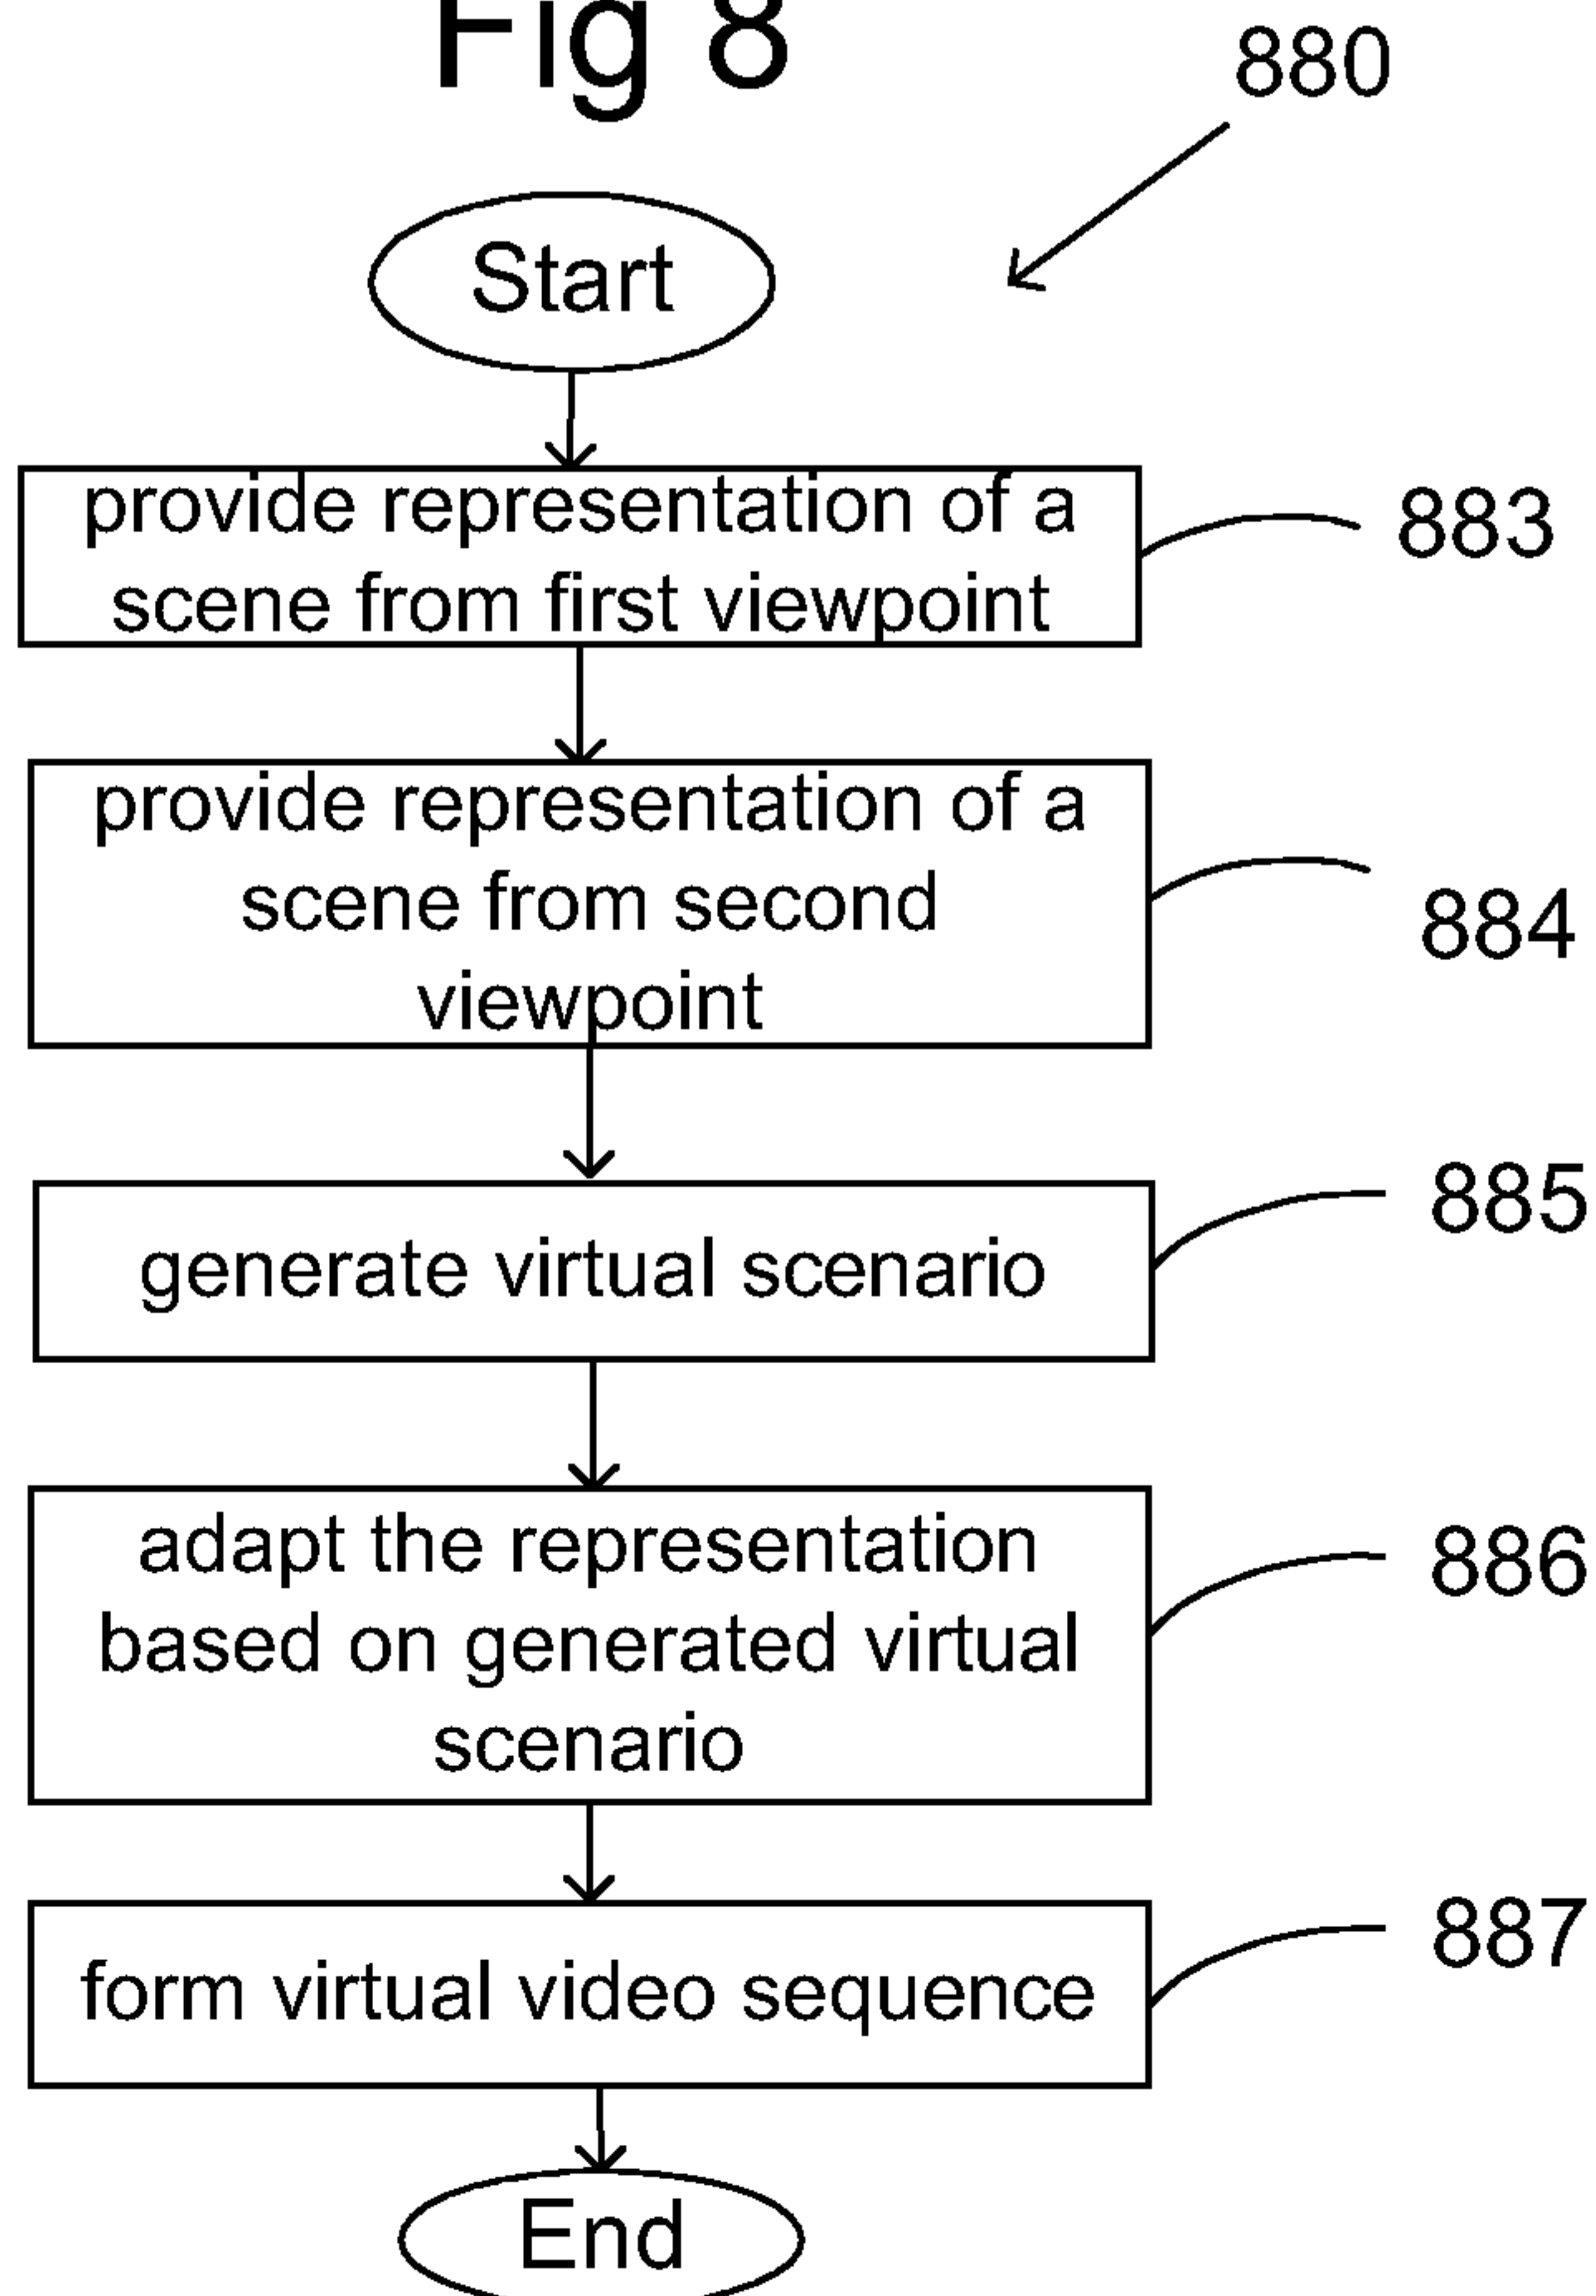 Fig 8
880
Start
provide representation of a
scene from first viewpoint
883
provide representation of a
scene from second
viewpoint
884
generate virtual scenario
885
adapt the representation
based on generated virtual
scenario
886
form virtual video sequence
887
End